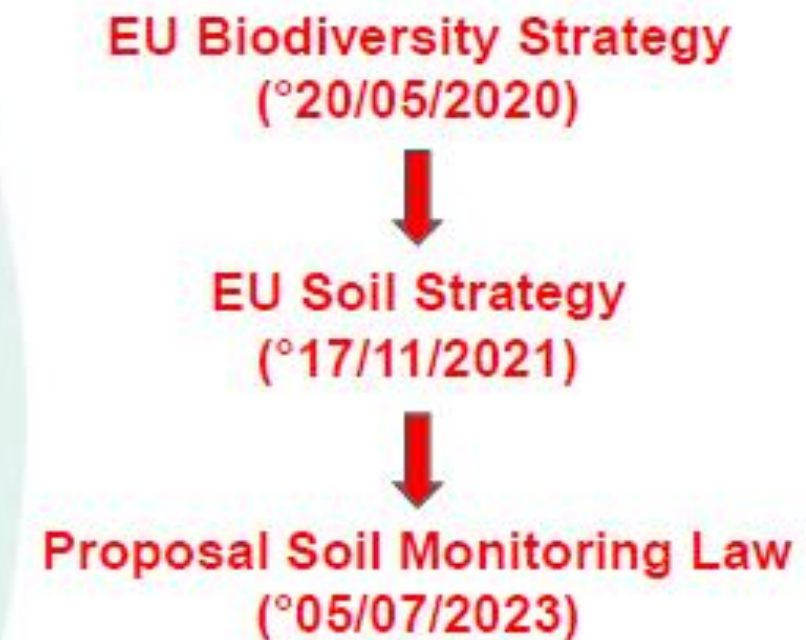 EU Biodiversity Strategy
(°20/05/2020)
EU Soil Strategy
(°17/11/2021)
Proposal Soil Monitoring Law
(°05/07/2023)